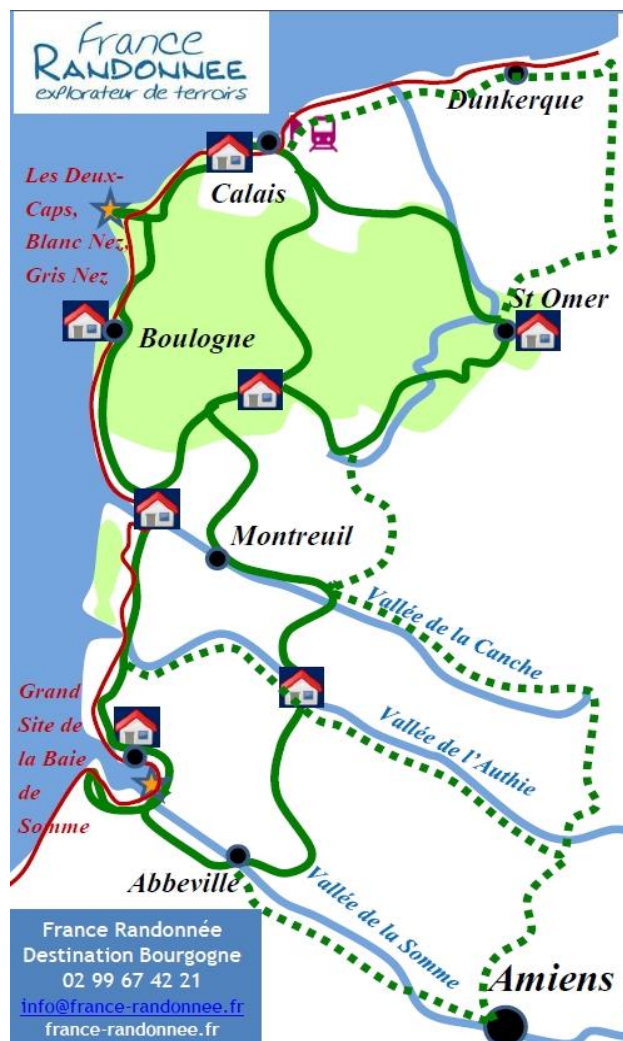 France
RANDONNEE
explorateur de terroirs
Dunkerque
Calais
Les Deux-
Caps,
Blanc Nez,
Gris Nez
St Omer
Boulogne
Montreuil
Vallée de la Canche
Grand
Site de
la Baie
de
Somme
Vallée de l'Authie
Abbeville
Vallée de la Somme
Amiens
France Randonnée
Destination Bourgogne
02 99 67 42 21
info@france-randonnee.fr
france-randonnee.fr